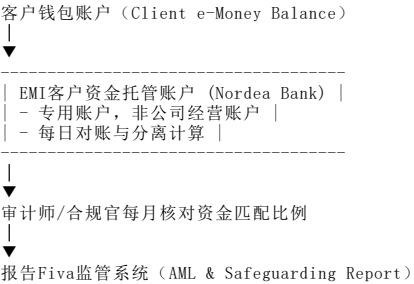 客户钱包账户（Client e-Money Balance）
│
▼
-------------------------------------
| EMI客户资金托管账户 (Nordea Bank) |
| - 专用账户，非公司经营账户 |
| - 每日对账与分离计算 |
-------------------------------------
│
▼
审计师/合规官每月核对资金匹配比例
│
▼
报告Fiva监管系统（AML & Safeguarding Report）